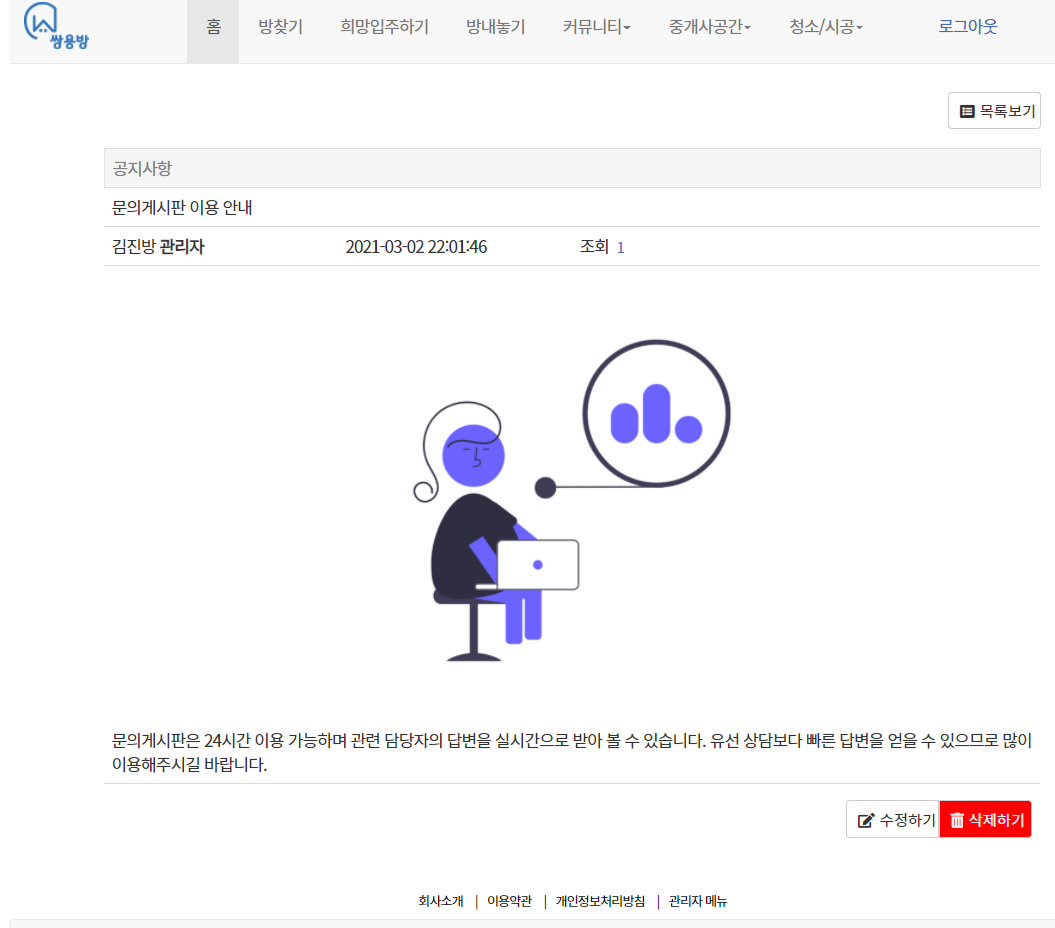 쌍용방
홈 방찾기 희망입주하기 방내놓기 커뮤니티 중개사공간 청소/시공 로그아웃
목록보기
공지사항
문의게시판 이용 안내
김진방 관리자 2021-03-02 22:01:46 조회 1
문의게시판은 24시간 이용 가능하며 관련 담당자의 답변을 실시간으로 받아 볼 수 있습니다. 유선 상담보다 빠른 답변을 얻을 수 있으므로 많이
이용해주시길 바랍니다.
수정하기 삭제하기
회사소개 | 이용약관 | 개인정보처리방침 | 관리자 메뉴